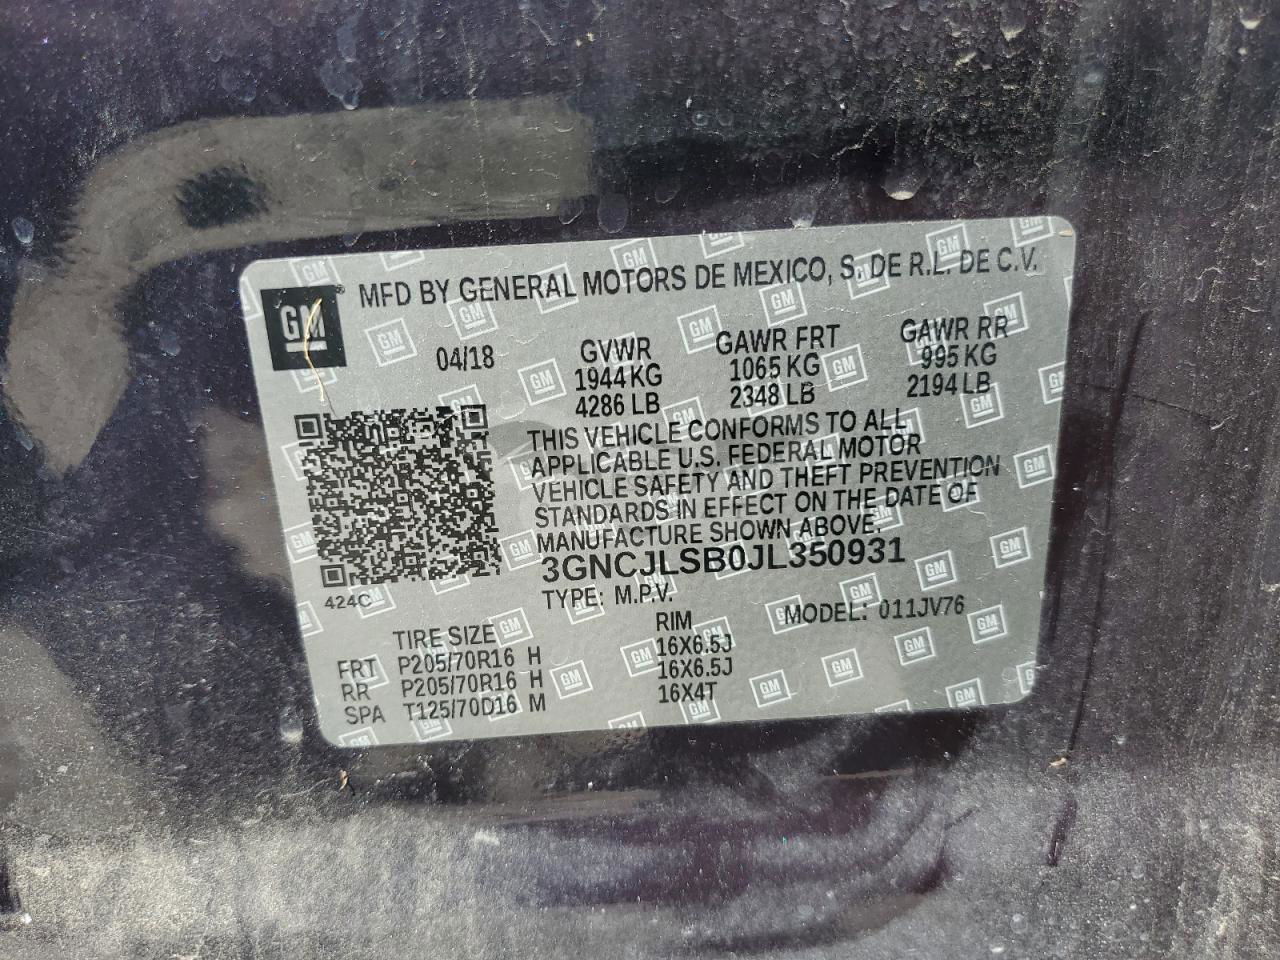 GM
MFD BY GENERAL MOTORS DE MEXICO, S. DE R.L. DE C.V.
04/18
GVWR GAWR FRT GAWR RR
1944 KG 1065 KG 995 KG
4286 LB 2348 LB 2194 LB
THIS VEHICLE CONFORMS TO ALL
APPLICABLE U.S. FEDERAL MOTOR
VEHICLE SAFETY AND THEFT PREVENTION
STANDARDS IN EFFECT ON THE DATE OF
MANUFACTURE SHOWN ABOVE.
3GNCJLSB0JL350931
424C
TYPE: M.P.V. MODEL: 011JV76
TIRE SIZE RIM
FRT P205/70R16 H 16X6.5J
RR P205/70R16 H 16X6.5J
SPA T125/70D16 M 16X4T